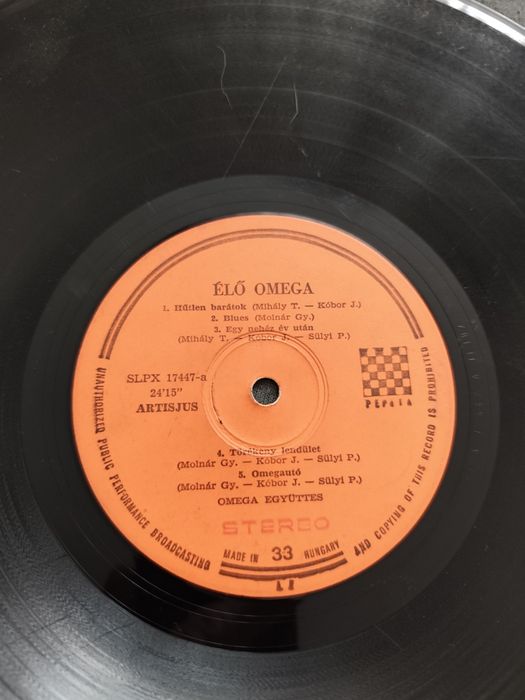 ÉLŐ OMEGA
1. Hűtlen barátok (Mihály T. — Kóbor J.)
2. Blues (Molnár Gy.)
3. Egy nehéz év után
(Mihály T. — Kóbor J. — Sülyi P.)
SLPX 17447-a
24'15"
ARTISJUS
PEPITA
4. Törékeny lendület
(Molnár Gy. — Kóbor J. — Sülyi P.)
5. Omegautó
(Molnár Gy. — Kóbor J. — Sülyi P.)
OMEGA EGYÜTTES
STEREO
MADE IN 33 HUNGARY
UNAUTHORIZED PUBLIC PERFORMANCE BROADCASTING
AND COPYING OF THIS RECORD IS PROHIBITED